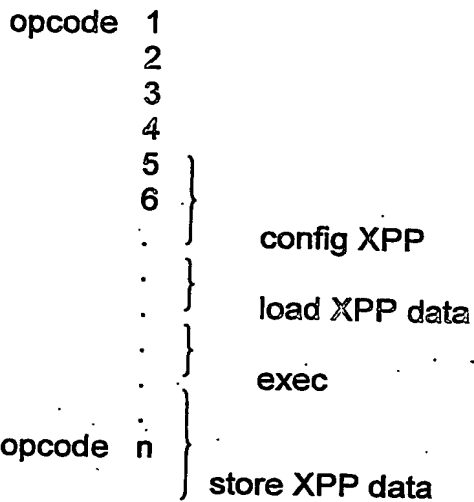 opcode 1
2
3
4
5
6
.
config XPP
.
load XPP data
.
.
exec
.
.
opcode n
store XPP data